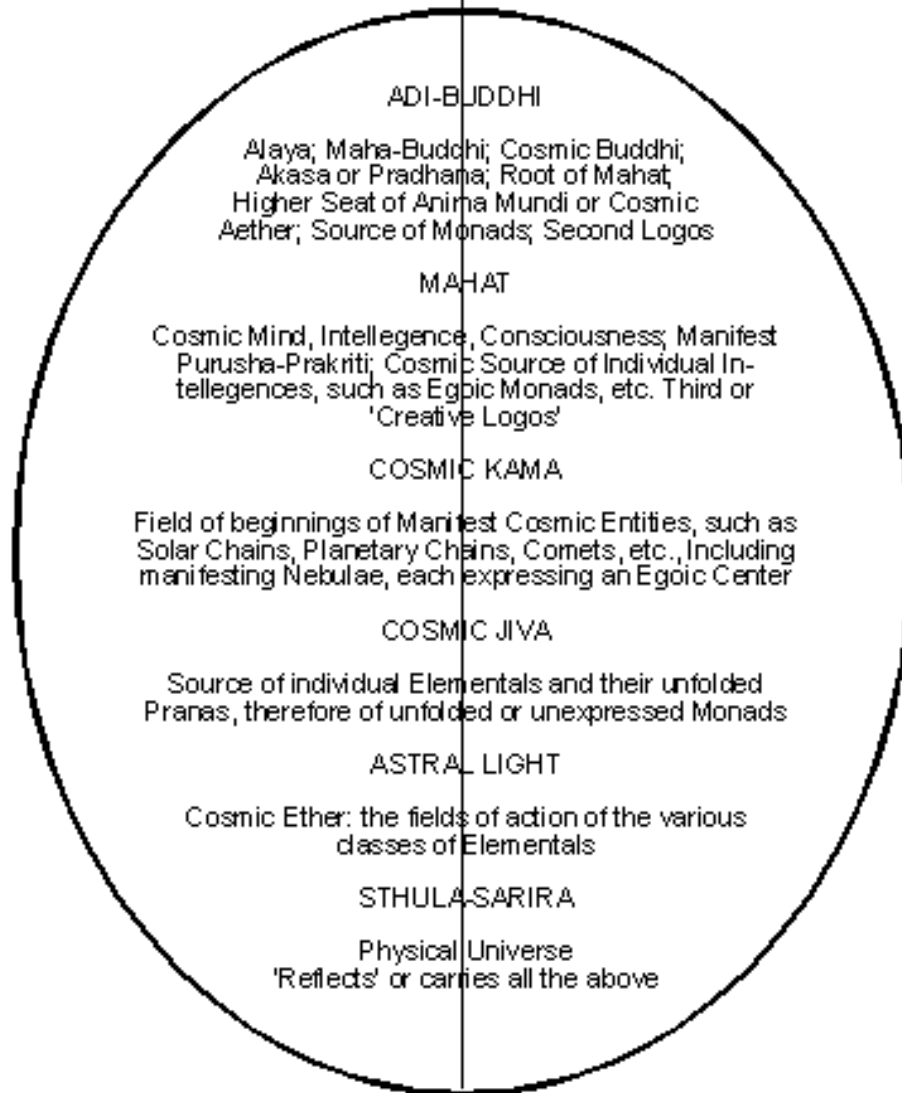 ADI-BUDDHI
Alaya; Maha-Buddhi; Cosmic Buddhi;
Akasa or Pradhana; Root of Mahat;
Higher Seat of Anima Mundi or Cosmic
Aether; Source of Monads; Second Logos
MAHAT
Cosmic Mind, Intellegence, Consciousness; Manifest
Purusha-Prakriti; Cosmic Source of Individual In-
tellegences, such as Egoic Monads, etc. Third or
'Creative Logos'
COSMIC KAMA
Field of beginnings of Manifest Cosmic Entities, such as
Solar Chains, Planetary Chains, Comets, etc., Including
manifesting Nebulae, each expressing an Egoic Center
COSMIC JIVA
Source of individual Elementals and their unfolded
Pranas, therefore of unfolded or unexpressed Monads
ASTRAL LIGHT
Cosmic Ether: the fields of action of the various
classes of Elementals
STHULA-SARIRA
Physical Universe
'Reflects' or carries all the above